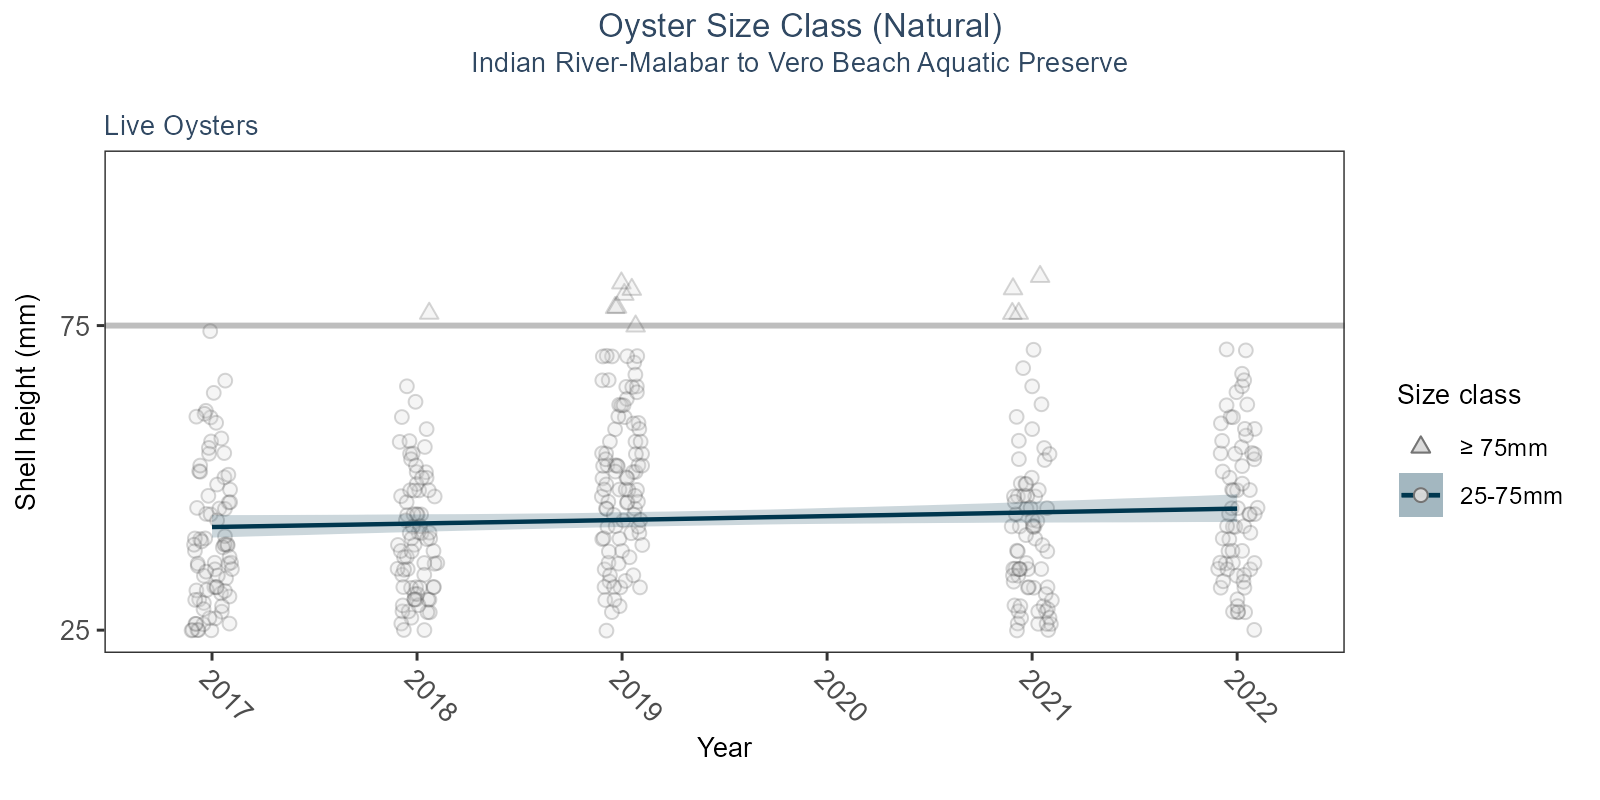 Oyster Size Class (Natural)
Indian River-Malabar to Vero Beach Aquatic Preserve
Live Oysters
Shell height (mm)
75
25
2017
2018
2019
2020
2021
2022
Year
Size class
≥ 75mm
25-75mm